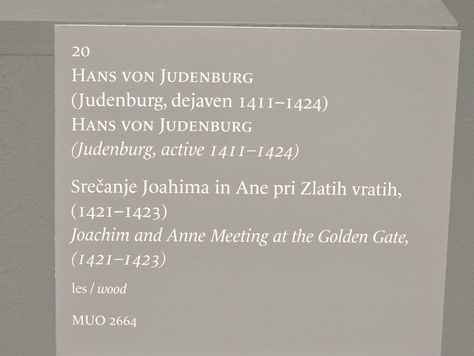 20
Hans von Judenburg
(Judenburg, dejaven 1411–1424)
Hans von Judenburg
(Judenburg, active 1411–1424)
Srečanje Joahima in Ane pri Zlatih vratih,
(1421–1423)
Joachim and Anne Meeting at the Golden Gate,
(1421–1423)
les / wood
MUO 2664